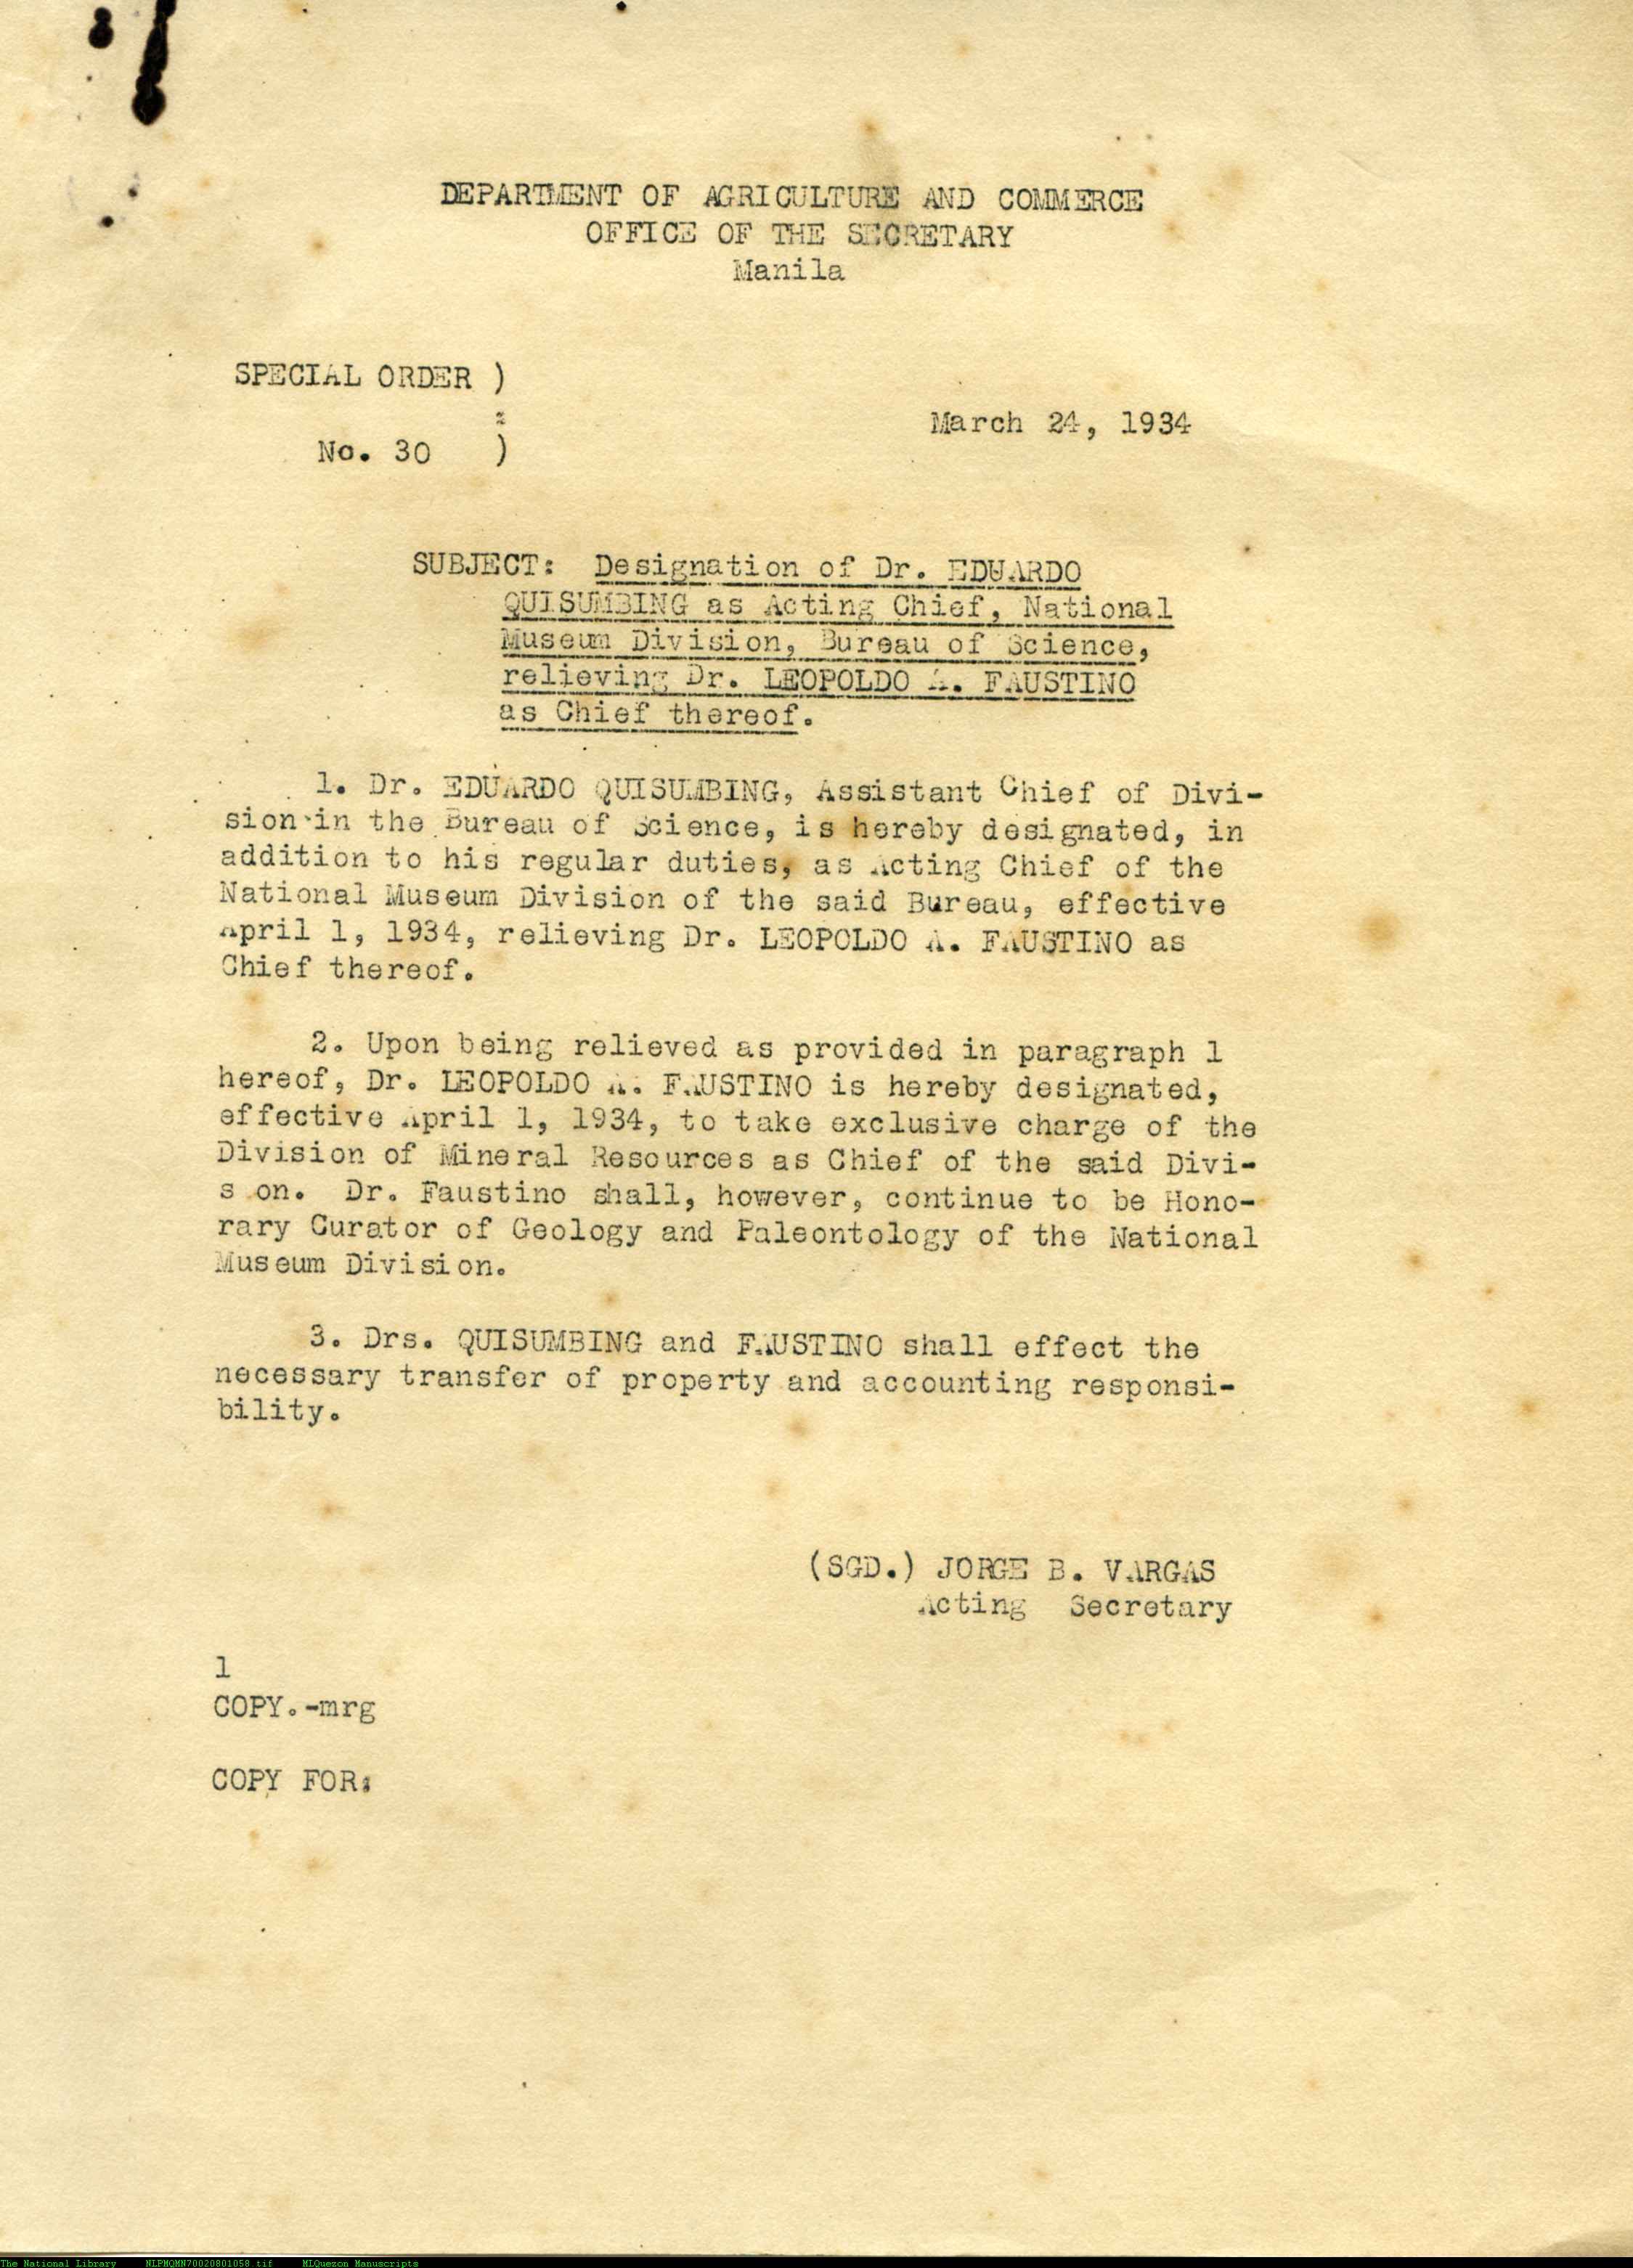 DEPARTMENT OF AGRICULTURE AND COMMERCE
OFFICE OF THE SECRETARY
Manila
SPECIAL ORDER )
:
March 24, 1934
No. 30 )
SUBJECT: Designation of Dr. EDUARDO
QUISUMBING as Acting Chief, National
Museum Division, Bureau of Science,
relieving Dr. LEOPOLDO A. FAUSTINO
as Chief thereof.
1. Dr. EDUARDO QUISUMBING, Assistant Chief of Divi-
sion in the Bureau of Science, is hereby designated, in
addition to his regular duties, as Acting Chief of the
National Museum Division of the said Bureau, effective
April 1, 1934, relieving Dr. LEOPOLDO A. FAUSTINO as
Chief thereof.
2. Upon being relieved as provided in paragraph 1
hereof, Dr. LEOPOLDO A. FAUSTINO is hereby designated,
effective April 1, 1934, to take exclusive charge of the
Division of Mineral Resources as Chief of the said Divi-
s on. Dr. Faustino shall, however, continue to be Hono-
rary Curator of Geology and Paleontology of the National
Museum Division.
3. Drs. QUISUMBING and FAUSTINO shall effect the
necessary transfer of property and accounting responsi-
bility.
(SGD.) JORGE B. VARGAS
Acting Secretary
1
COPY.-mrg
COPY FOR:
The National Library NLPMQMN70020801058.tif MLQuezon Manuscripts